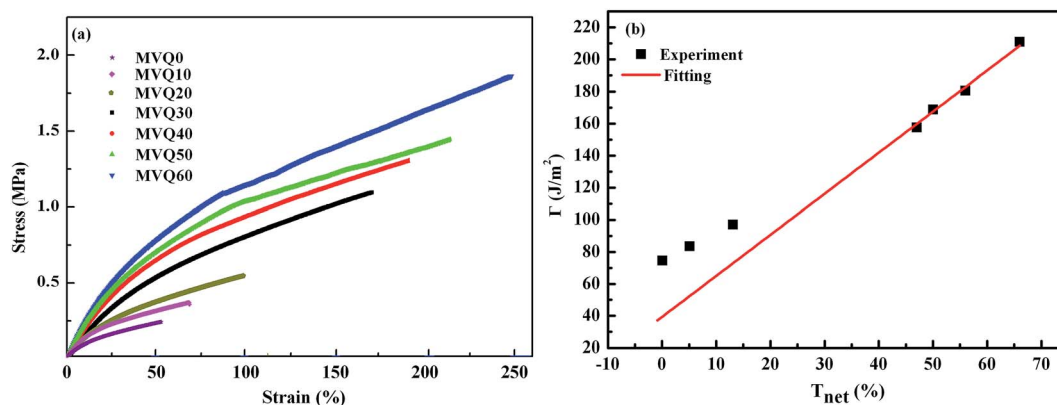 (a)
MVQ0
MVQ10
MVQ20
MVQ30
MVQ40
MVQ50
MVQ60
2.0
1.5
1.0
0.5
Stress (MPa)
0 50 100 150 200 250
Strain (%)
(b)
Experiment
Fitting
220
200
180
160
140
120
100
80
60
40
20
Γ (J/m²)
-10 0 10 20 30 40 50 60 70
Tnet (%)